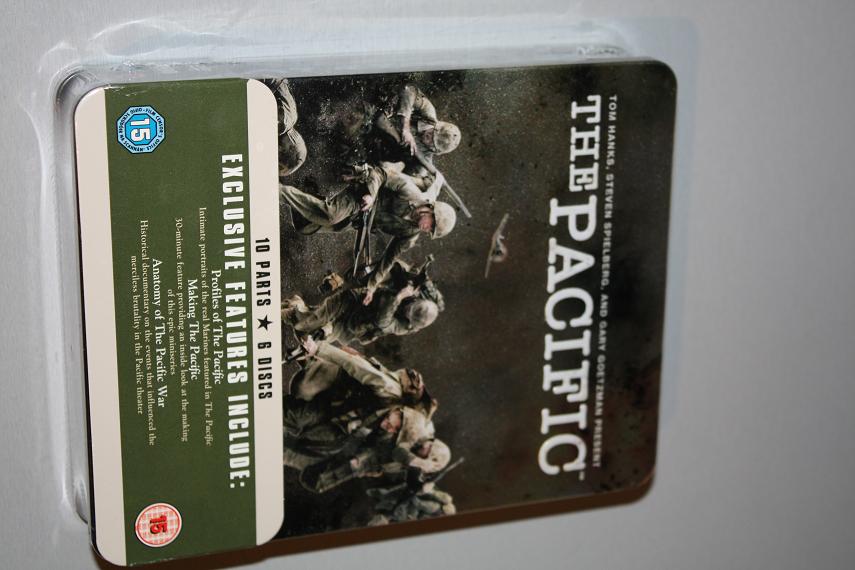 TOM HANKS, STEVEN SPIELBERG, AND GARY GOETZMAN PRESENT
THE PACIFIC™
10 PARTS ★ 6 DISCS
EXCLUSIVE FEATURES INCLUDE:
Profiles of The Pacific
Intimate portraits of the real Marines featured in The Pacific
Making The Pacific
30-minute feature providing an inside look at the making
of this epic miniseries
Anatomy of The Pacific War
Historical documentary on the events that influenced the
merciless brutality in the Pacific theater
15
15